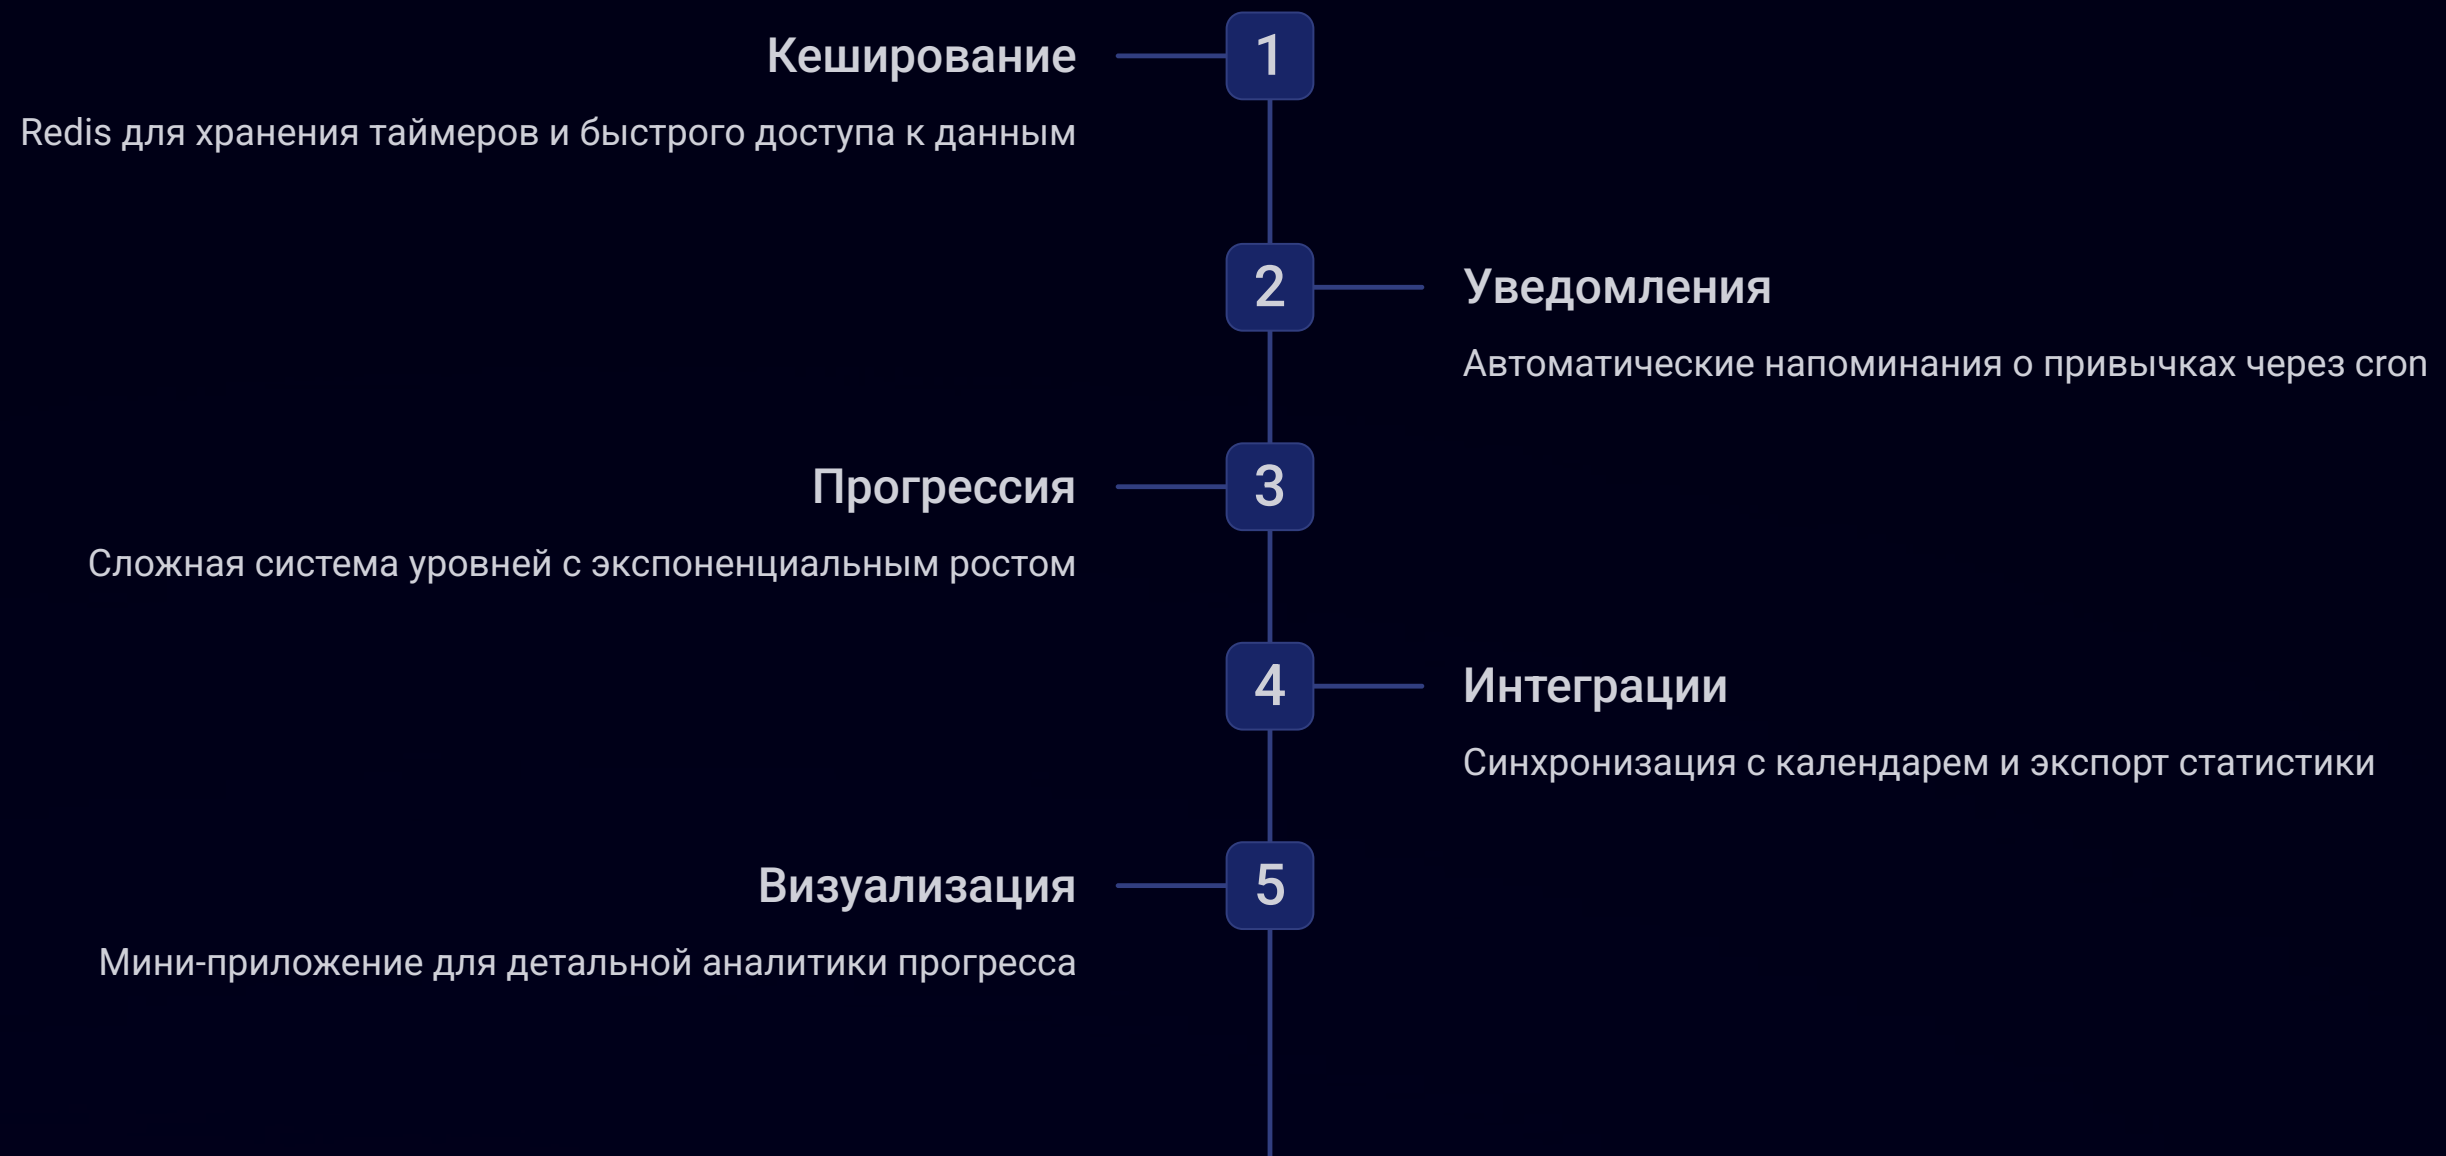 Кеширование
1
Redis для хранения таймеров и быстрого доступа к данным
2
Уведомления
Автоматические напоминания о привычках через cron
Прогрессия
3
Сложная система уровней с экспоненциальным ростом
4
Интеграции
Синхронизация с календарем и экспорт статистики
Визуализация
5
Мини-приложение для детальной аналитики прогресса